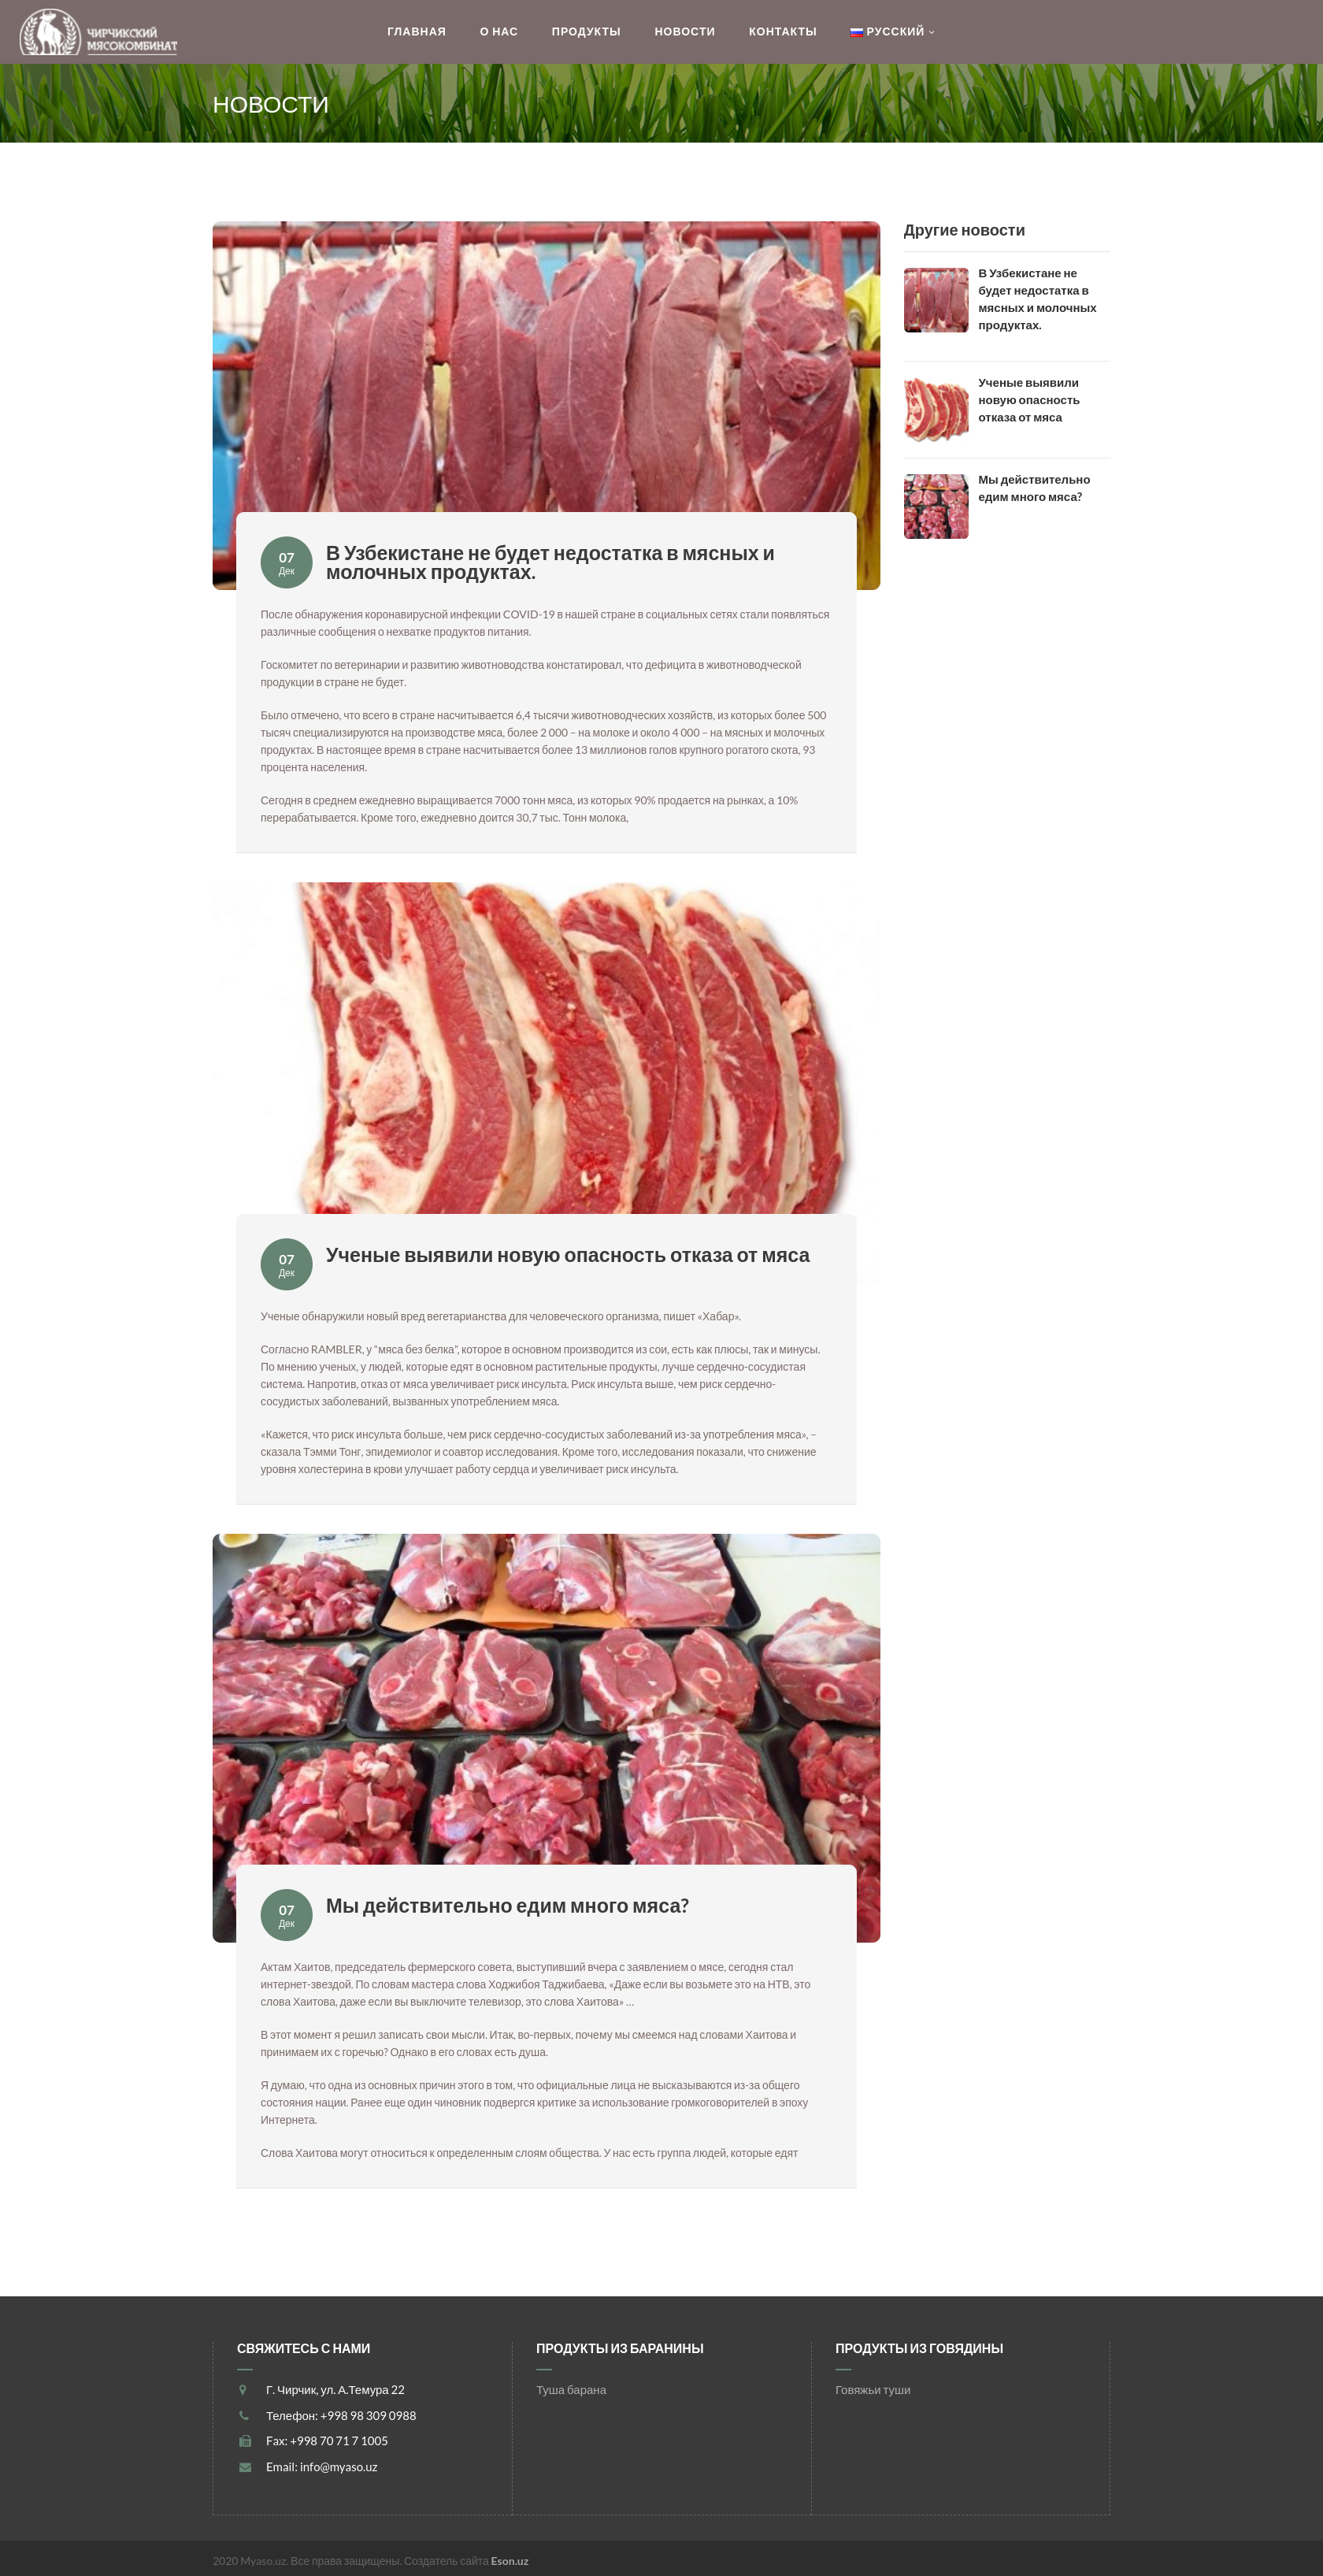 ЧИРЧИКСКИЙ
МЯСОКОМБИНАТ
ГЛАВНАЯ
О НАС
ПРОДУКТЫ
НОВОСТИ
КОНТАКТЫ
РУССКИЙ
НОВОСТИ
07
Дек
В Узбекистане не будет недостатка в мясных и
молочных продуктах.
После обнаружения коронавирусной инфекции COVID-19 в нашей стране в социальных сетях стали появляться
различные сообщения о нехватке продуктов питания.
Госкомитет по ветеринарии и развитию животноводства констатировал, что дефицита в животноводческой
продукции в стране не будет.
Было отмечено, что всего в стране насчитывается 6,4 тысячи животноводческих хозяйств, из которых более 500
тысяч специализируются на производстве мяса, более 2 000 – на молоке и около 4 000 – на мясных и молочных
продуктах. В настоящее время в стране насчитывается более 13 миллионов голов крупного рогатого скота, 93
процента населения.
Сегодня в среднем ежедневно выращивается 7000 тонн мяса, из которых 90% продается на рынках, а 10%
перерабатывается. Кроме того, ежедневно доится 30,7 тыс. Тонн молока,
07
Дек
Ученые выявили новую опасность отказа от мяса
Ученые обнаружили новый вред вегетарианства для человеческого организма, пишет «Хабар».
Согласно RAMBLER, у “мяса без белка”, которое в основном производится из сои, есть как плюсы, так и минусы.
По мнению ученых, у людей, которые едят в основном растительные продукты, лучше сердечно-сосудистая
система. Напротив, отказ от мяса увеличивает риск инсульта. Риск инсульта выше, чем риск сердечно-
сосудистых заболеваний, вызванных употреблением мяса.
«Кажется, что риск инсульта больше, чем риск сердечно-сосудистых заболеваний из-за употребления мяса», –
сказала Тэмми Тонг, эпидемиолог и соавтор исследования. Кроме того, исследования показали, что снижение
уровня холестерина в крови улучшает работу сердца и увеличивает риск инсульта.
07
Дек
Мы действительно едим много мяса?
Актам Хаитов, председатель фермерского совета, выступивший вчера с заявлением о мясе, сегодня стал
интернет-звездой. По словам мастера слова Ходжибоя Таджибаева, «Даже если вы возьмете это на НТВ, это
слова Хаитова, даже если вы выключите телевизор, это слова Хаитова» …
В этот момент я решил записать свои мысли. Итак, во-первых, почему мы смеемся над словами Хаитова и
принимаем их с горечью? Однако в его словах есть душа.
Я думаю, что одна из основных причин этого в том, что официальные лица не высказываются из-за общего
состояния нации. Ранее еще один чиновник подвергся критике за использование громкоговорителей в эпоху
Интернета.
Слова Хаитова могут относиться к определенным слоям общества. У нас есть группа людей, которые едят
Другие новости
В Узбекистане не
будет недостатка в
мясных и молочных
продуктах.
Ученые выявили
новую опасность
отказа от мяса
Мы действительно
едим много мяса?
СВЯЖИТЕСЬ С НАМИ
Г. Чирчик, ул. А.Темура 22
Телефон: +998 98 309 0988
Fax: +998 70 71 7 1005
Email: info@myaso.uz
ПРОДУКТЫ ИЗ БАРАНИНЫ
Туша барана
ПРОДУКТЫ ИЗ ГОВЯДИНЫ
Говяжьи туши
2020 Myaso.uz. Все права защищены. Создатель сайта Eson.uz